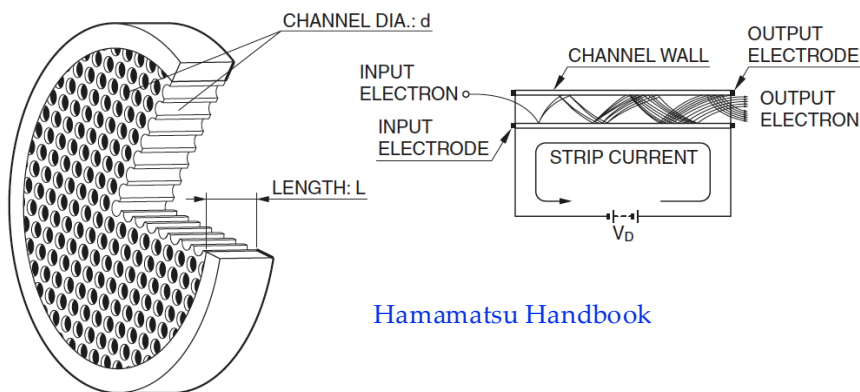 CHANNEL DIA.: d
LENGTH: L
CHANNEL WALL
OUTPUT
ELECTRODE
INPUT
ELECTRON
OUTPUT
ELECTRON
INPUT
ELECTRODE
STRIP CURRENT
VD
Hamamatsu Handbook